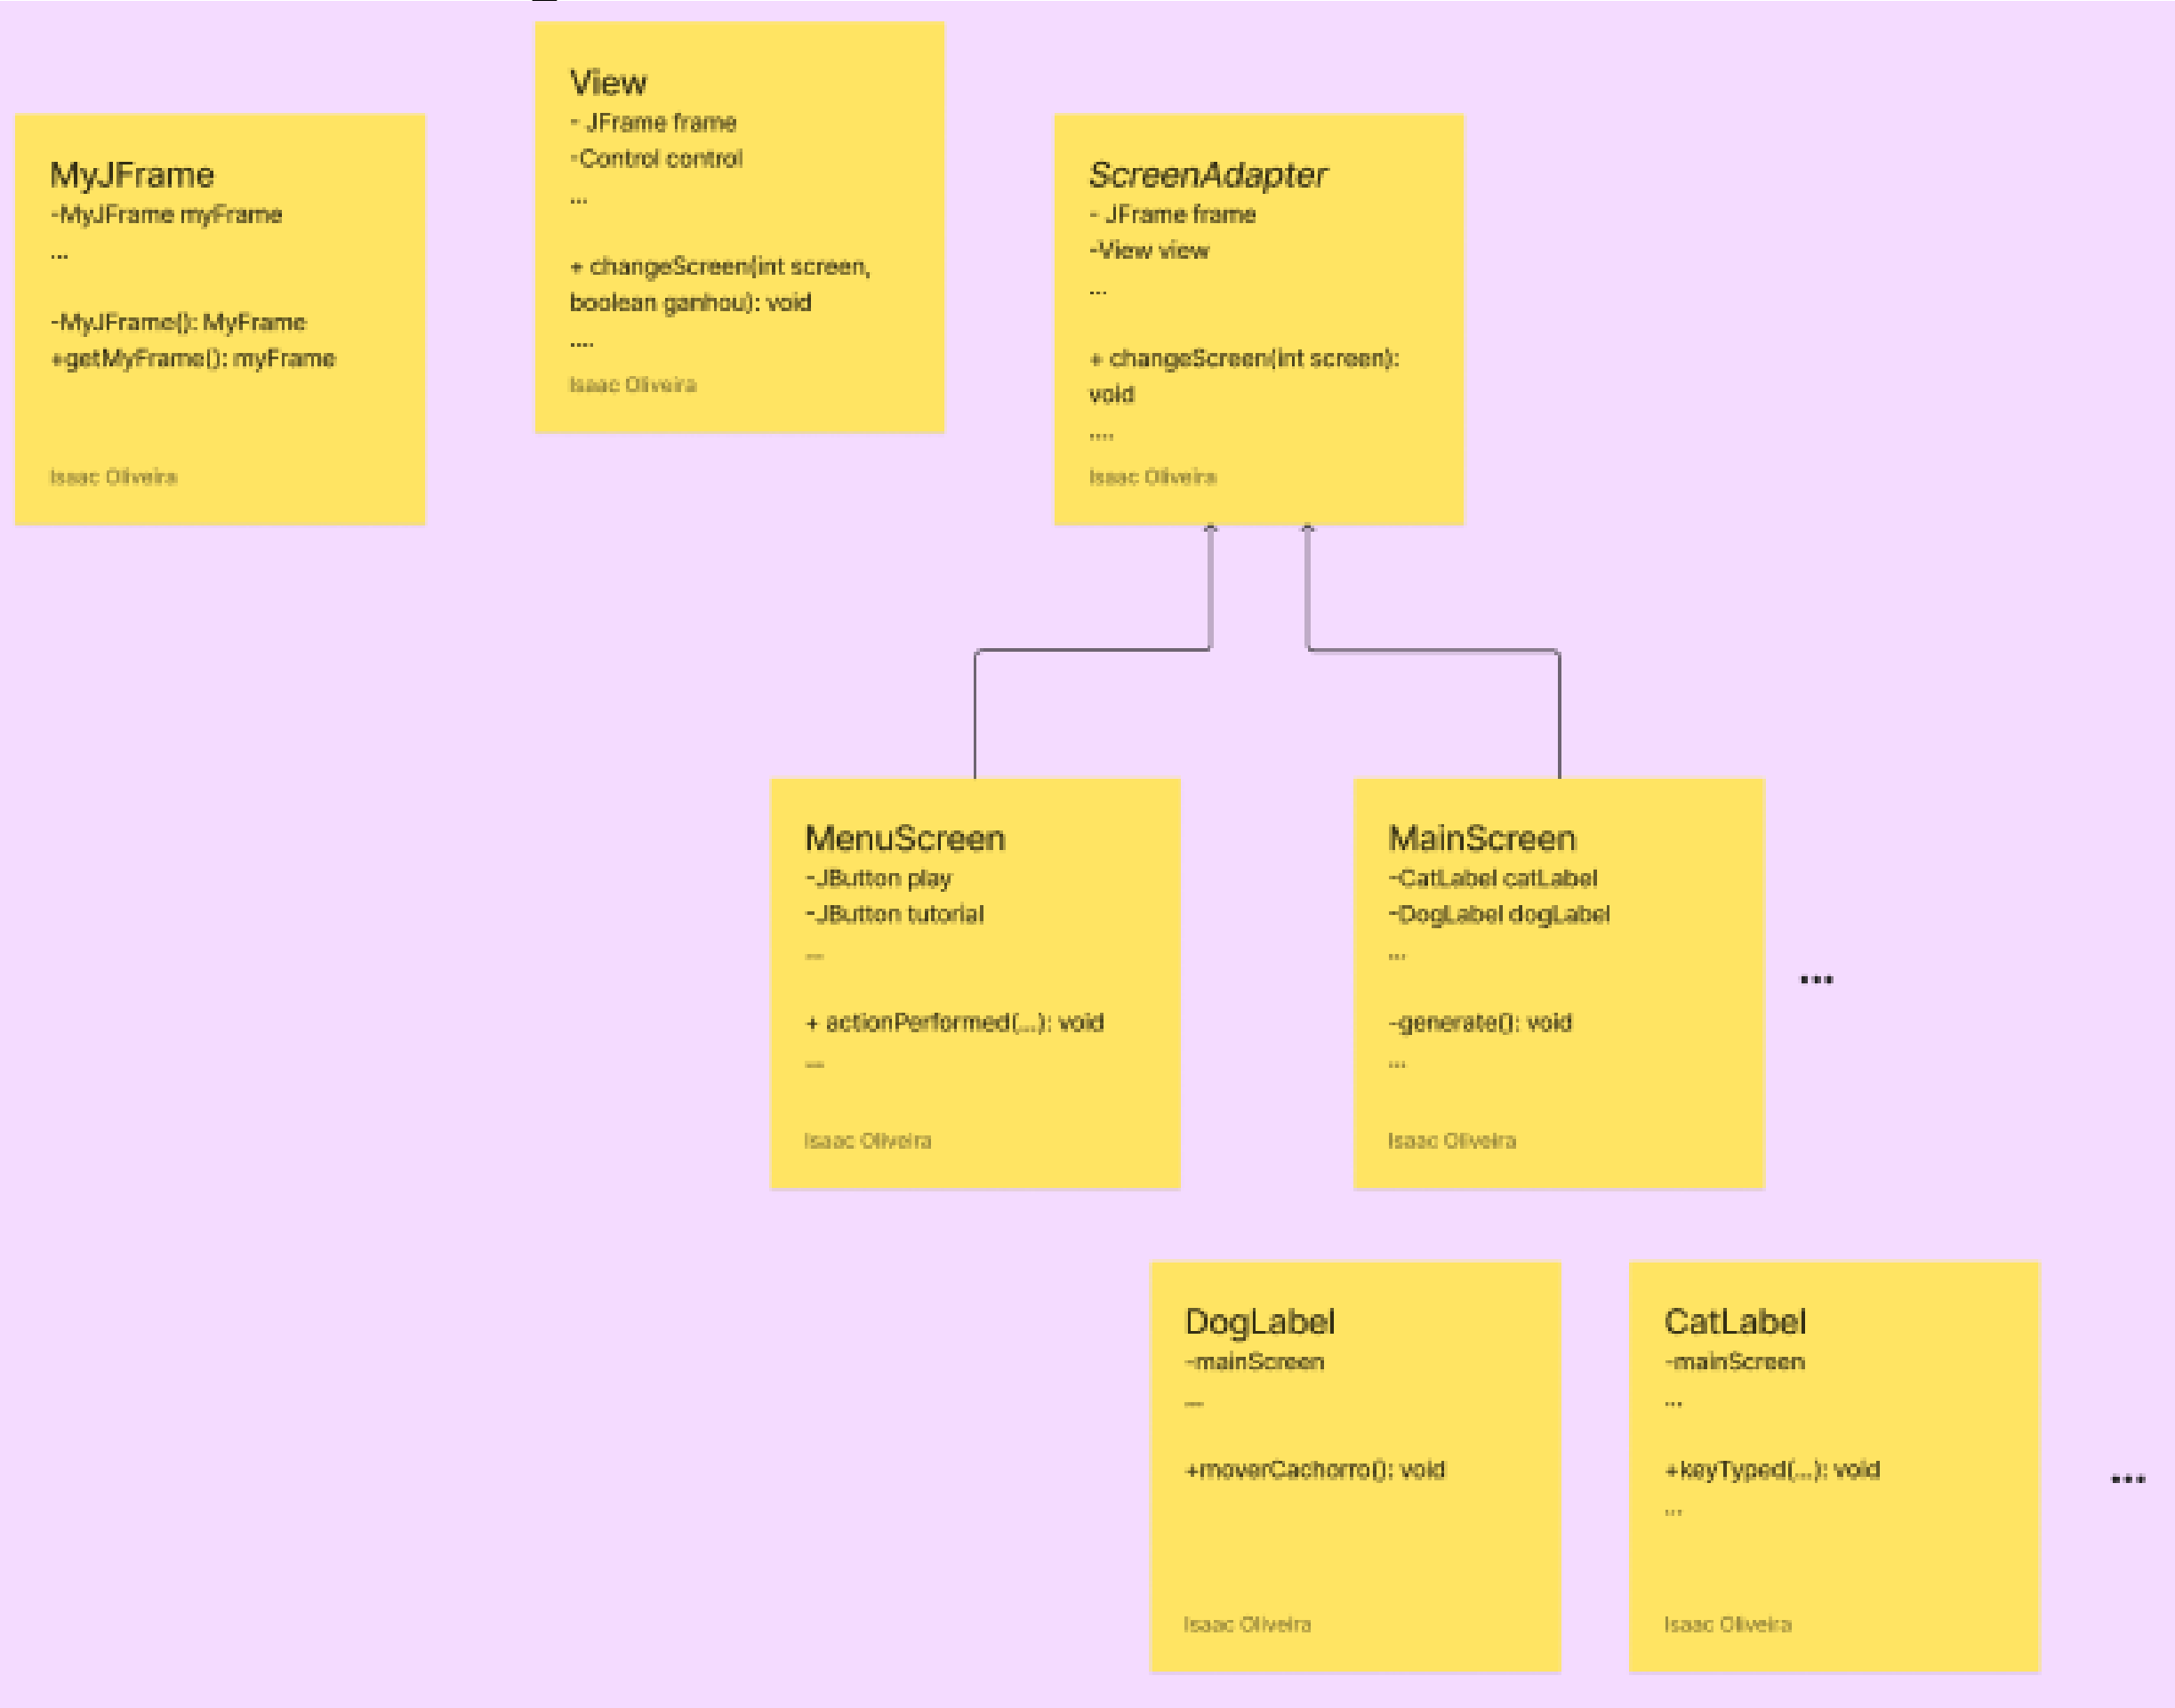 View
- JFrame frame
-Control control
...
+ changeScreen(int screen,
boolean ganhou): void
....
Isaac Oliveira
MyJFrame
-MyJFrame myFrame
...
-MyJFrame(): MyFrame
+getMyFrame(): myFrame
Isaac Oliveira
ScreenAdapter
- JFrame frame
-View view
...
+ changeScreen(int screen):
void
....
Isaac Oliveira
MenuScreen
-JButton play
-JButton tutorial
...
+ actionPerformed(...): void
...
Isaac Oliveira
MainScreen
-CatLabel catLabel
-DogLabel dogLabel
...
-generate(): void
...
Isaac Oliveira
...
DogLabel
-mainScreen
...
+moverCachorro(): void
Isaac Oliveira
CatLabel
-mainScreen
...
+keyTyped(...): void
...
Isaac Oliveira
...